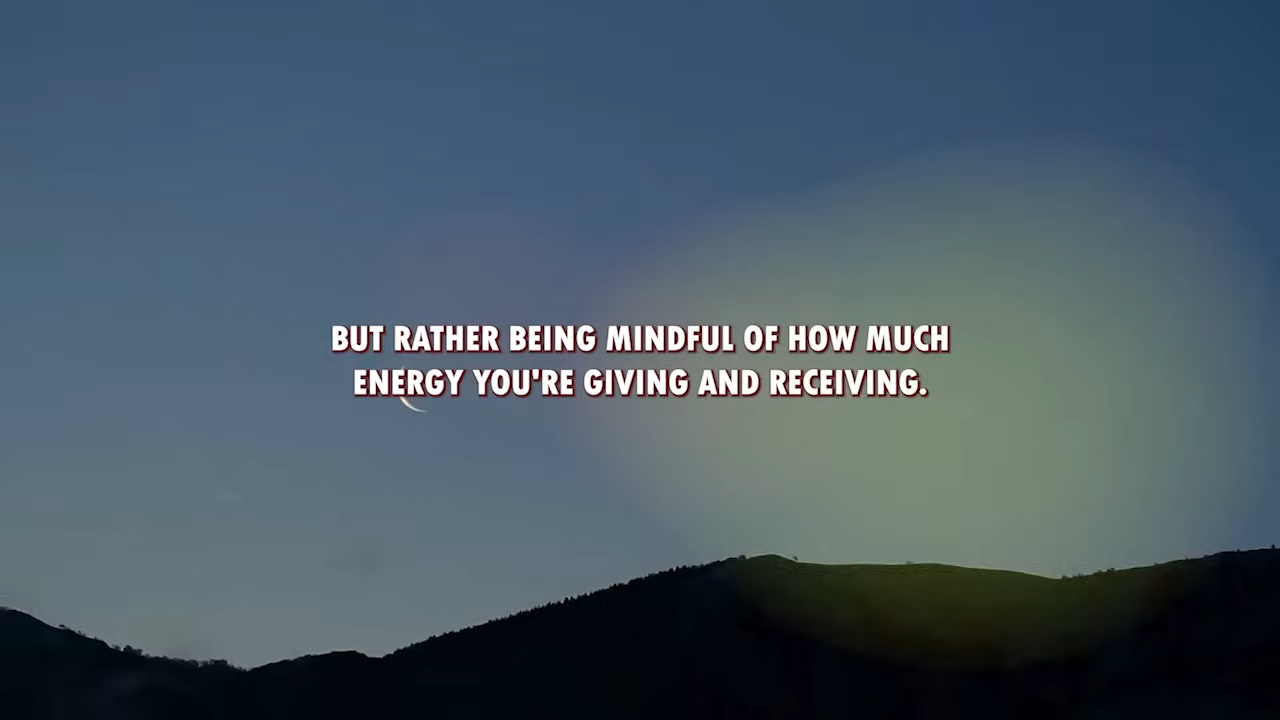 BUT RATHER BEING MINDFUL OF HOW MUCH
ENERGY YOU'RE GIVING AND RECEIVING.